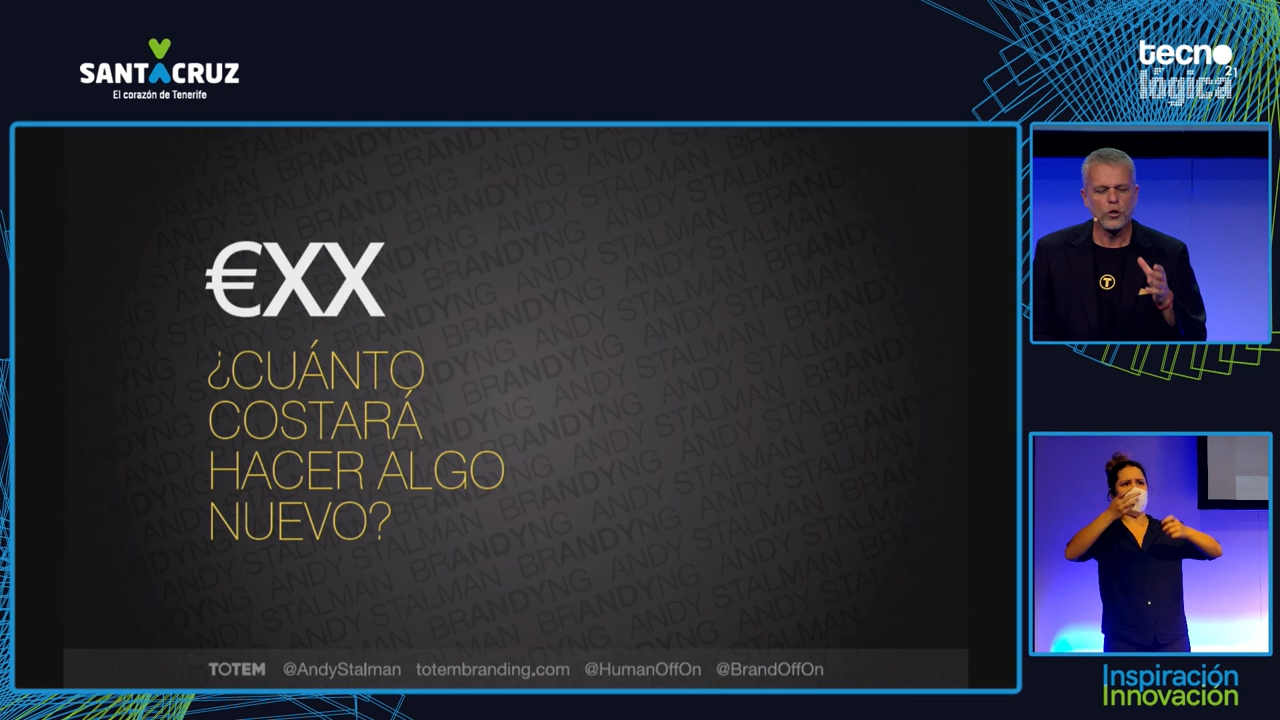 SANTACRUZ
El corazón de Tenerife
tecno
lógica
21
€XX
¿CUÁNTO
COSTARÁ
HACER ALGO
NUEVO?
TOTEM @AndyStalman totembranding.com @HumanOffOn @BrandOffOn
T
Inspiración
Innovación